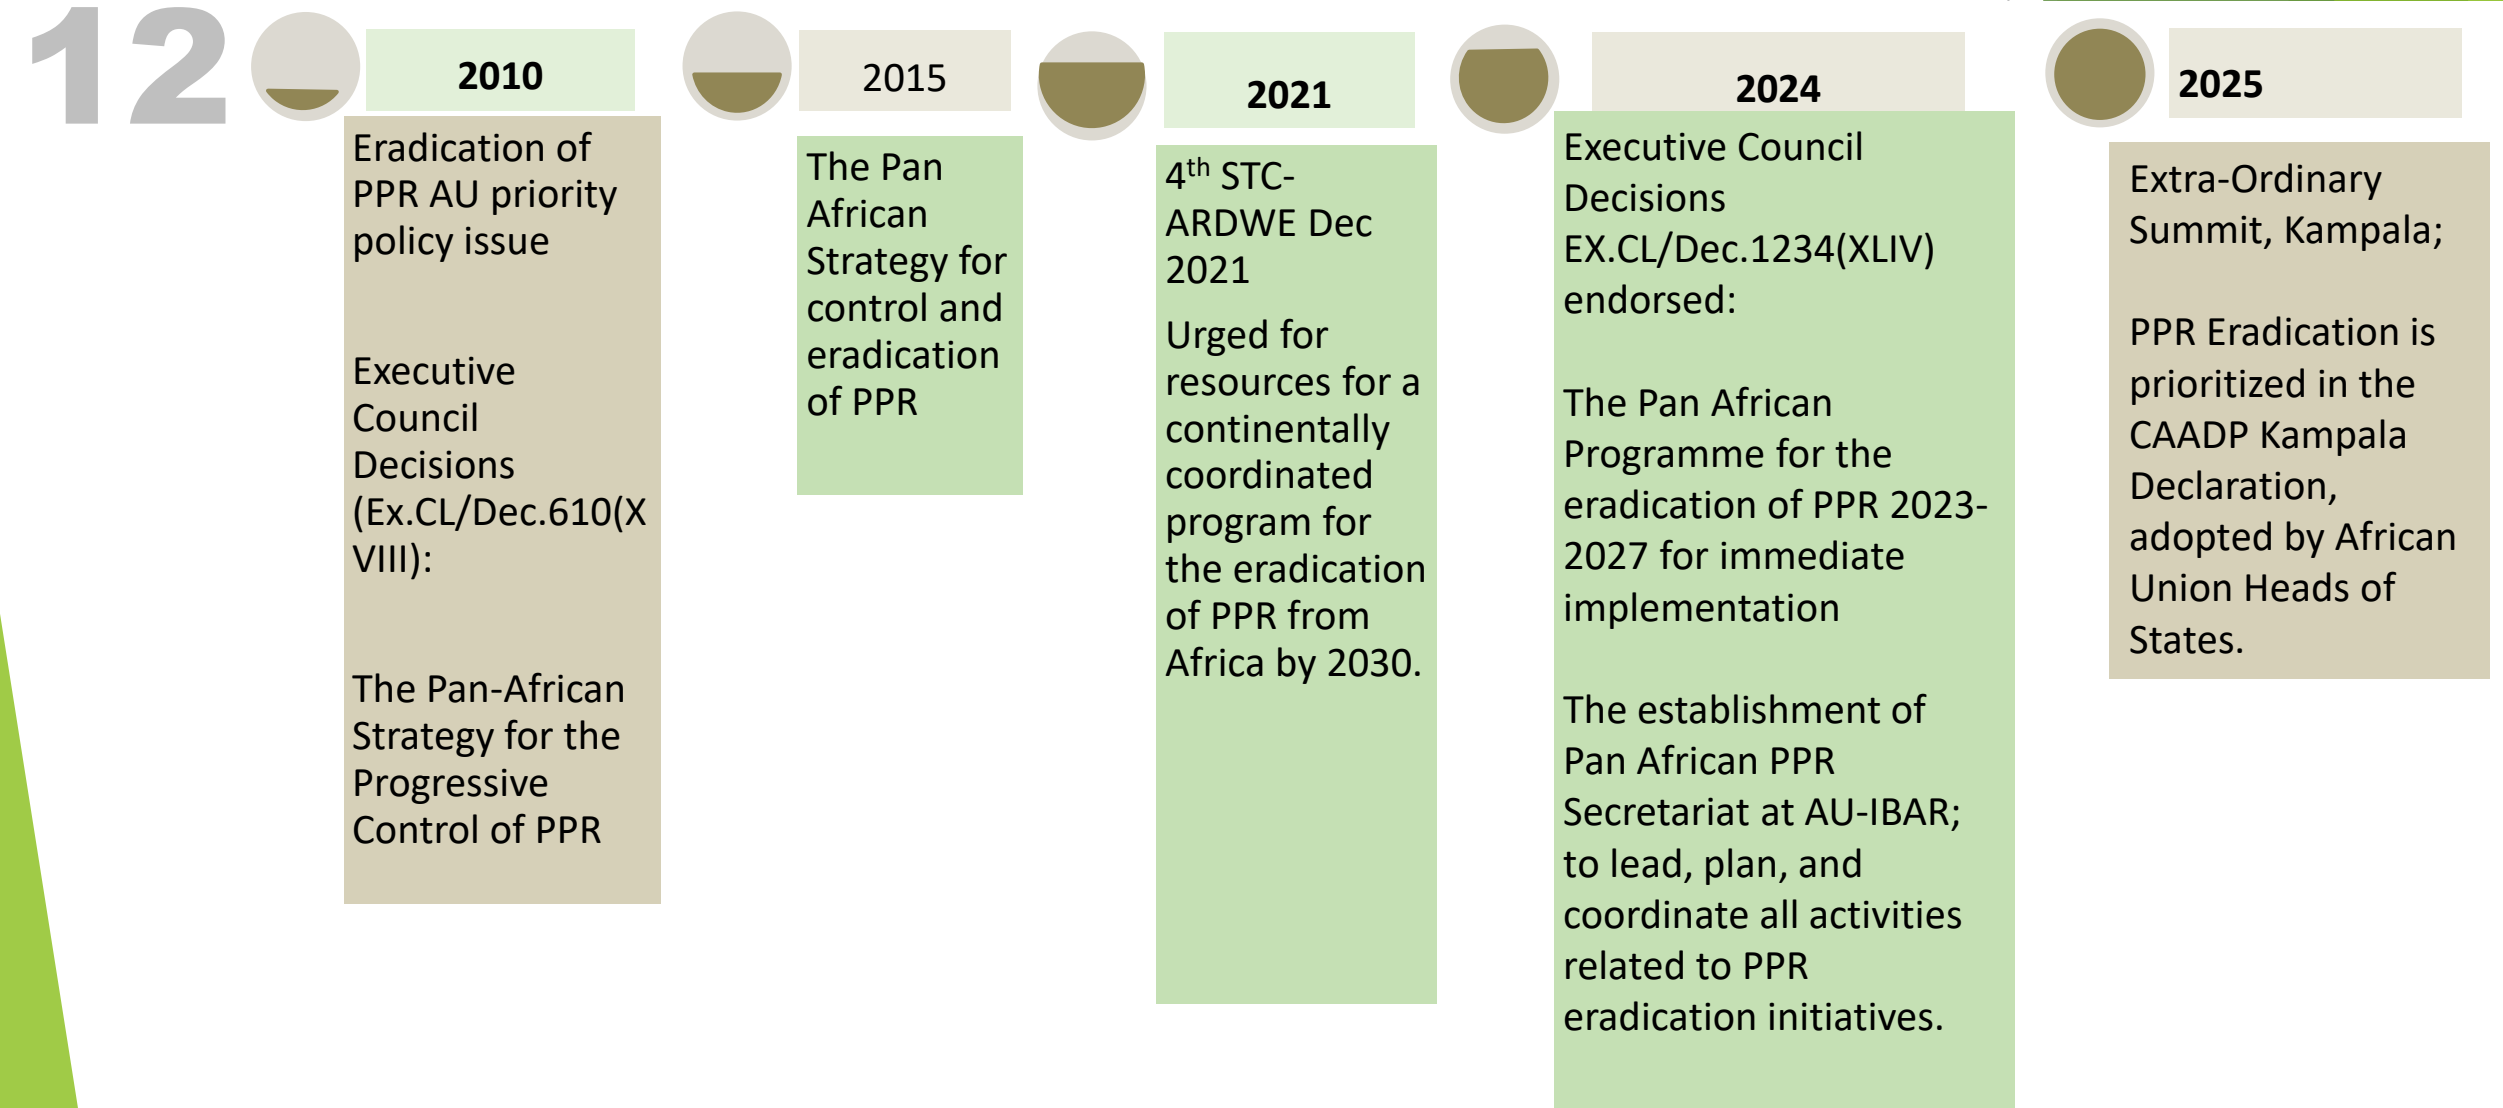 12
2010
Eradication of
PPR AU priority
policy issue
Executive
Council
Decisions
(Ex.CL/Dec.610(X
VIII):
The Pan-African
Strategy for the
Progressive
Control of PPR
2015
The Pan
African
Strategy for
control and
eradication
of PPR
2021
4th STC-
ARDWE Dec
2021
Urged for
resources for a
continentally
coordinated
program for
the eradication
of PPR from
Africa by 2030.
2024
Executive Council
Decisions
EX.CL/Dec.1234(XLIV)
endorsed:
The Pan African
Programme for the
eradication of PPR 2023-
2027 for immediate
implementation
The establishment of
Pan African PPR
Secretariat at AU-IBAR;
to lead, plan, and
coordinate all activities
related to PPR
eradication initiatives.
2025
Extra-Ordinary
Summit, Kampala;
PPR Eradication is
prioritized in the
CAADP Kampala
Declaration,
adopted by African
Union Heads of
States.